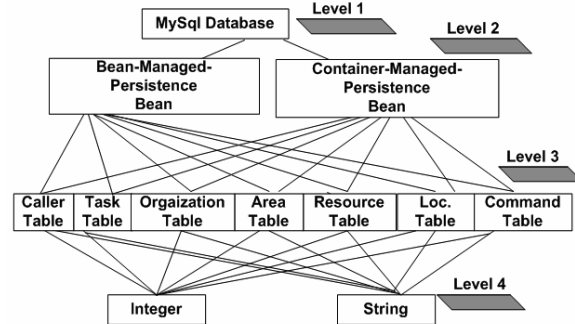 MySql Database
Level 1
Level 2
Bean-Managed-
Persistence
Bean
Container-Managed-
Persistence
Bean
Level 3
Caller
Table
Task
Table
Orgaization
Table
Area
Table
Resource
Table
Loc.
Table
Command
Table
Level 4
Integer
String